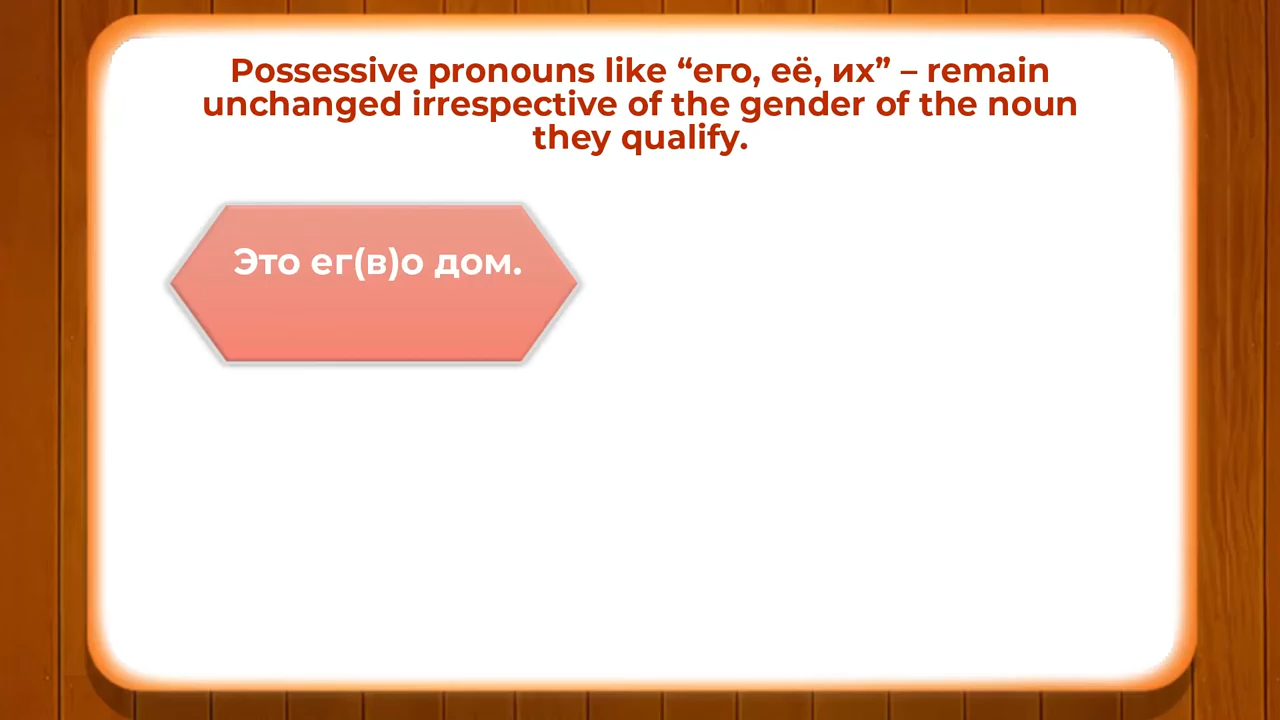 Possessive pronouns like “его, её, их” – remain
unchanged irrespective of the gender of the noun
they qualify.
Это ег(в)о дом.